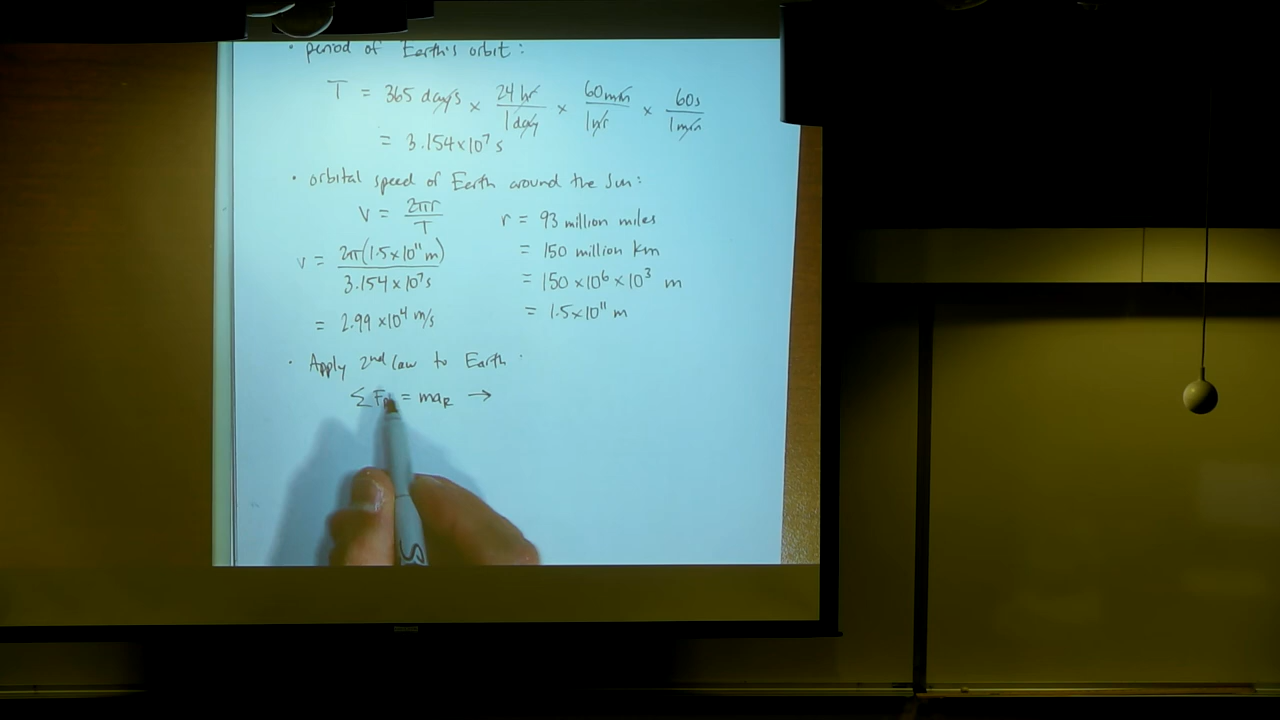 · period of Earth's orbit:
T = 365 days × 24 hr / 1 day × 60 min / 1 hr × 60s / 1 min
= 3.154×10⁷ s
· orbital speed of Earth around the Sun:
v = 2πr / T
r = 93 million miles
= 150 million km
= 150 ×10⁶ ×10³ m
= 1.5×10¹¹ m
v = 2π(1.5×10¹¹ m) / 3.154×10⁷ s
= 2.99 ×10⁴ m/s
· Apply 2nd law to Earth
Σ F = ma_R →